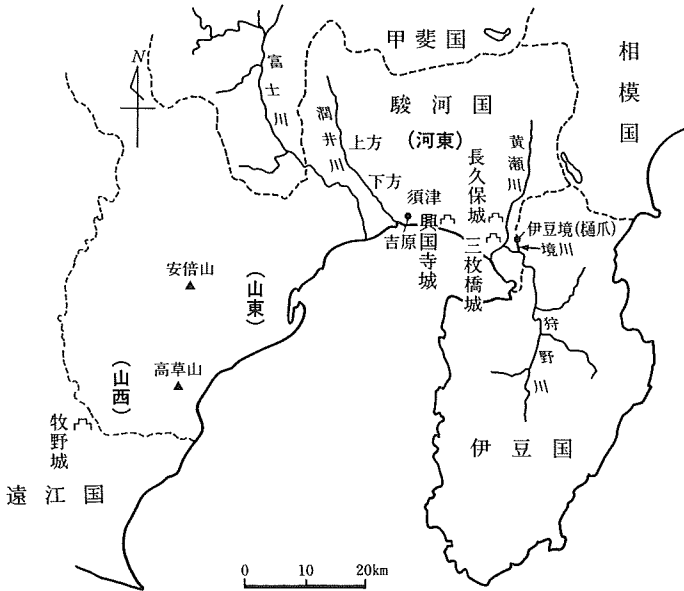 甲斐国
相模国
N
富士川
潤井川
駿河国
(河東)
上方
下方
黄瀬川
須津
吉原
興国寺城
長久保城
三枚橋城
伊豆境(樋爪)
境川
安倍山
(山東)
高草山
(山西)
牧野城
狩野川
伊豆国
遠江国
0 10 20km